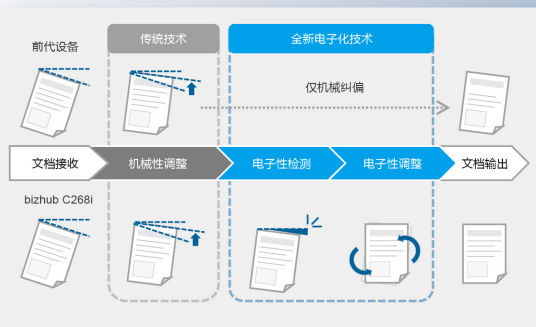 传统技术
全新电子化技术
前代设备
仅机械纠偏
文档接收
机械性调整
电子性检测
电子性调整
文档输出
bizhub C268i